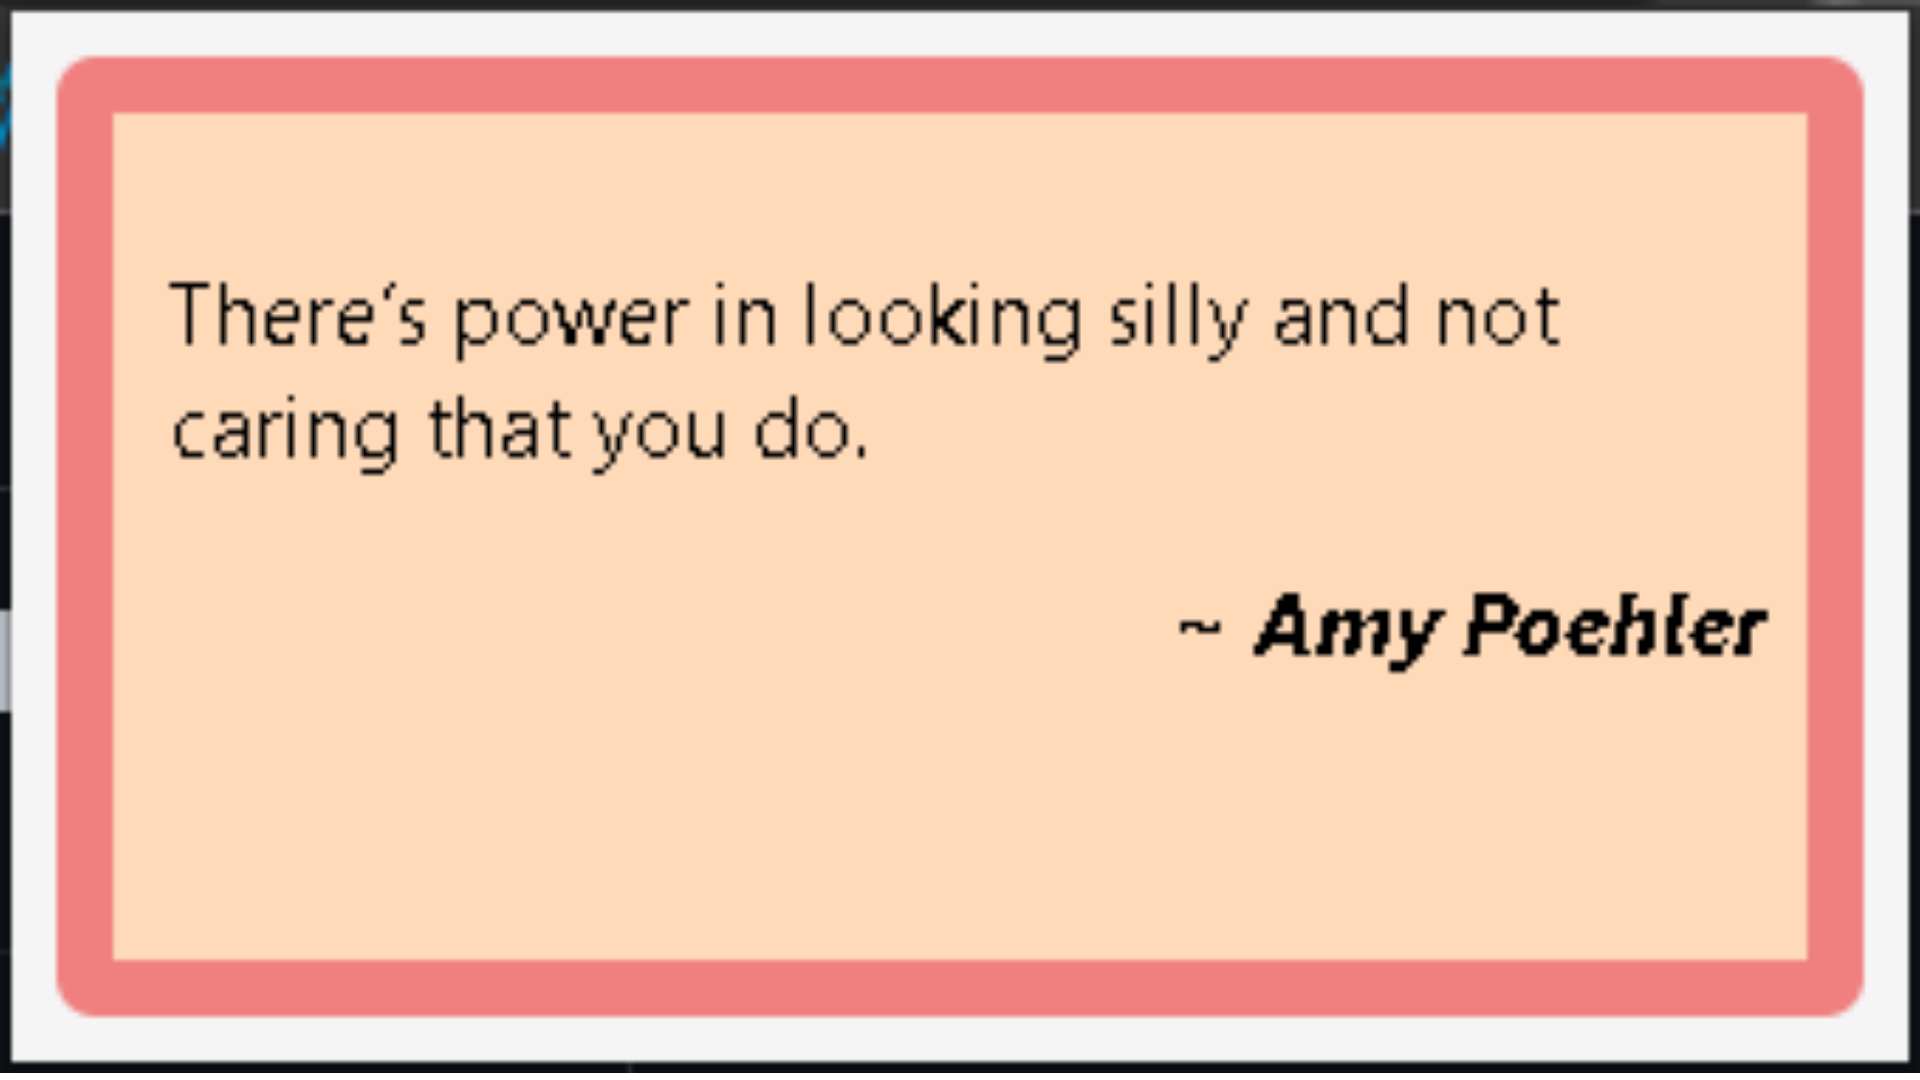 There‘s power in looking silly and not
caring that you do.
~ Amy Poehler